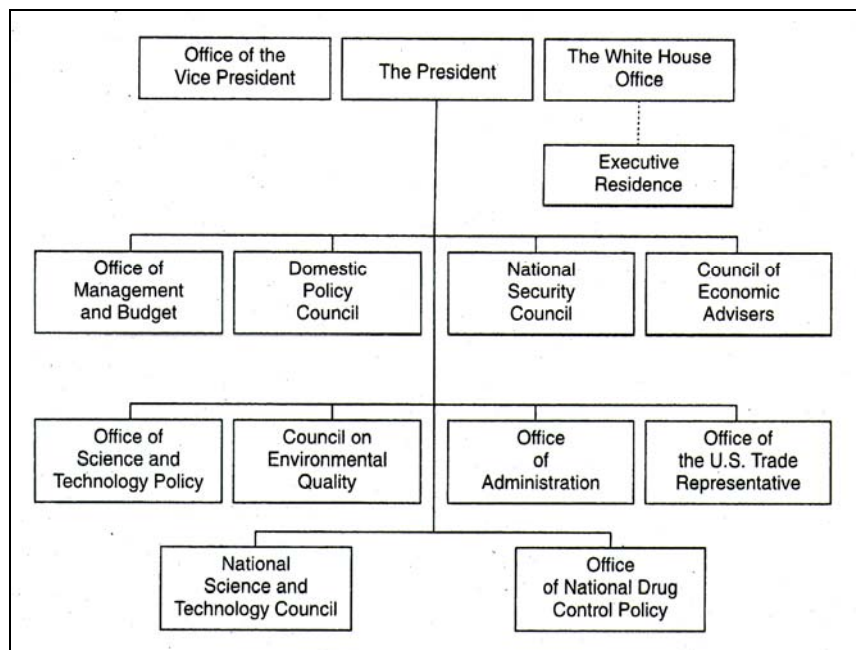 Office of the
Vice President
The President
The White House
Office
Executive
Residence
Office of
Management
and Budget
Domestic
Policy
Council
National
Security
Council
Council of
Economic
Advisers
Office of
Science and
Technology Policy
Council on
Environmental
Quality
Office
of
Administration
Office of
the U.S. Trade
Representative
National
Science and
Technology Council
Office
of National Drug
Control Policy